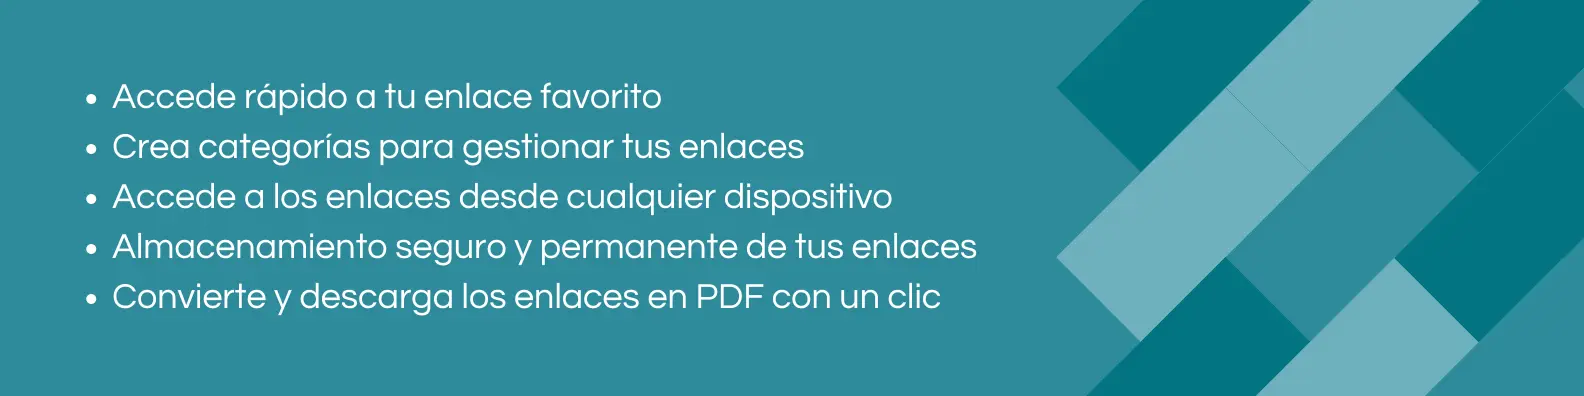 • Accede rápido a tu enlace favorito
• Crea categorías para gestionar tus enlaces
• Accede a los enlaces desde cualquier dispositivo
• Almacenamiento seguro y permanente de tus enlaces
• Convierte y descarga los enlaces en PDF con un clic